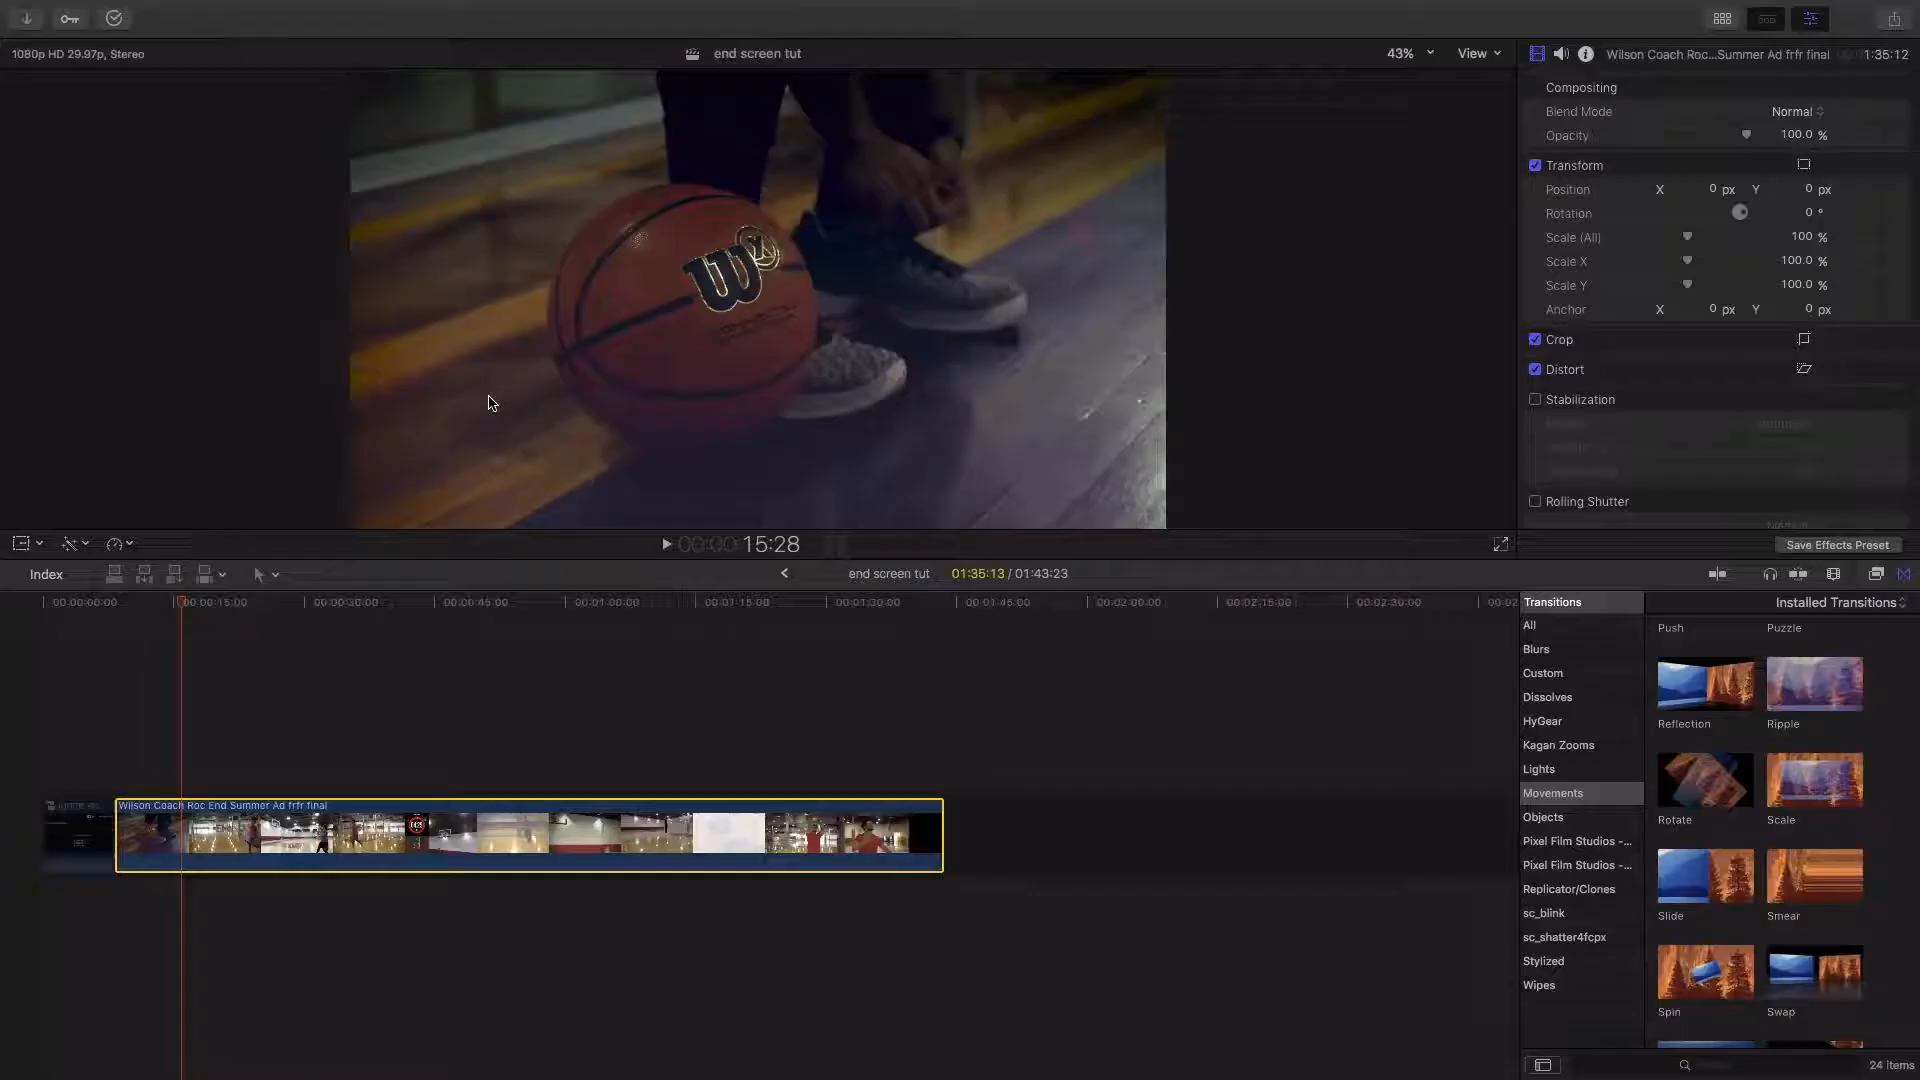 1080p HD 29.97p, Stereo
end screen tut
43%
View
Wilson Coach Roc...Summer Ad frfr final
1:35:12
Compositing
Blend Mode
Normal
Opacity
100.0 %
Transform
Position X 0 px Y 0 px
Rotation 0 °
Scale (All) 100 %
Scale X 100.0 %
Scale Y 100.0 %
Anchor X 0 px Y 0 px
Crop
Distort
Stabilization
Rolling Shutter
W X
00:00:15:28
Save Effects Preset
Index
end screen tut
01:35:13 / 01:43:23
00:00:00:00
00:00:15:00
00:00:30:00
00:00:45:00
00:01:00:00
00:01:15:00
00:01:30:00
00:01:45:00
00:02:00:00
00:02:15:00
00:02:30:00
00:02
Wilson Coach Roc End Summer Ad frfr final
Transitions
All
Blurs
Custom
Dissolves
HyGear
Kagan Zooms
Lights
Movements
Objects
Pixel Film Studios -...
Pixel Film Studios -...
Replicator/Clones
sc_blink
sc_shatter4fcpx
Stylized
Wipes
Installed Transitions
Push
Puzzle
Reflection
Ripple
Rotate
Scale
Slide
Smear
Spin
Swap
24 items